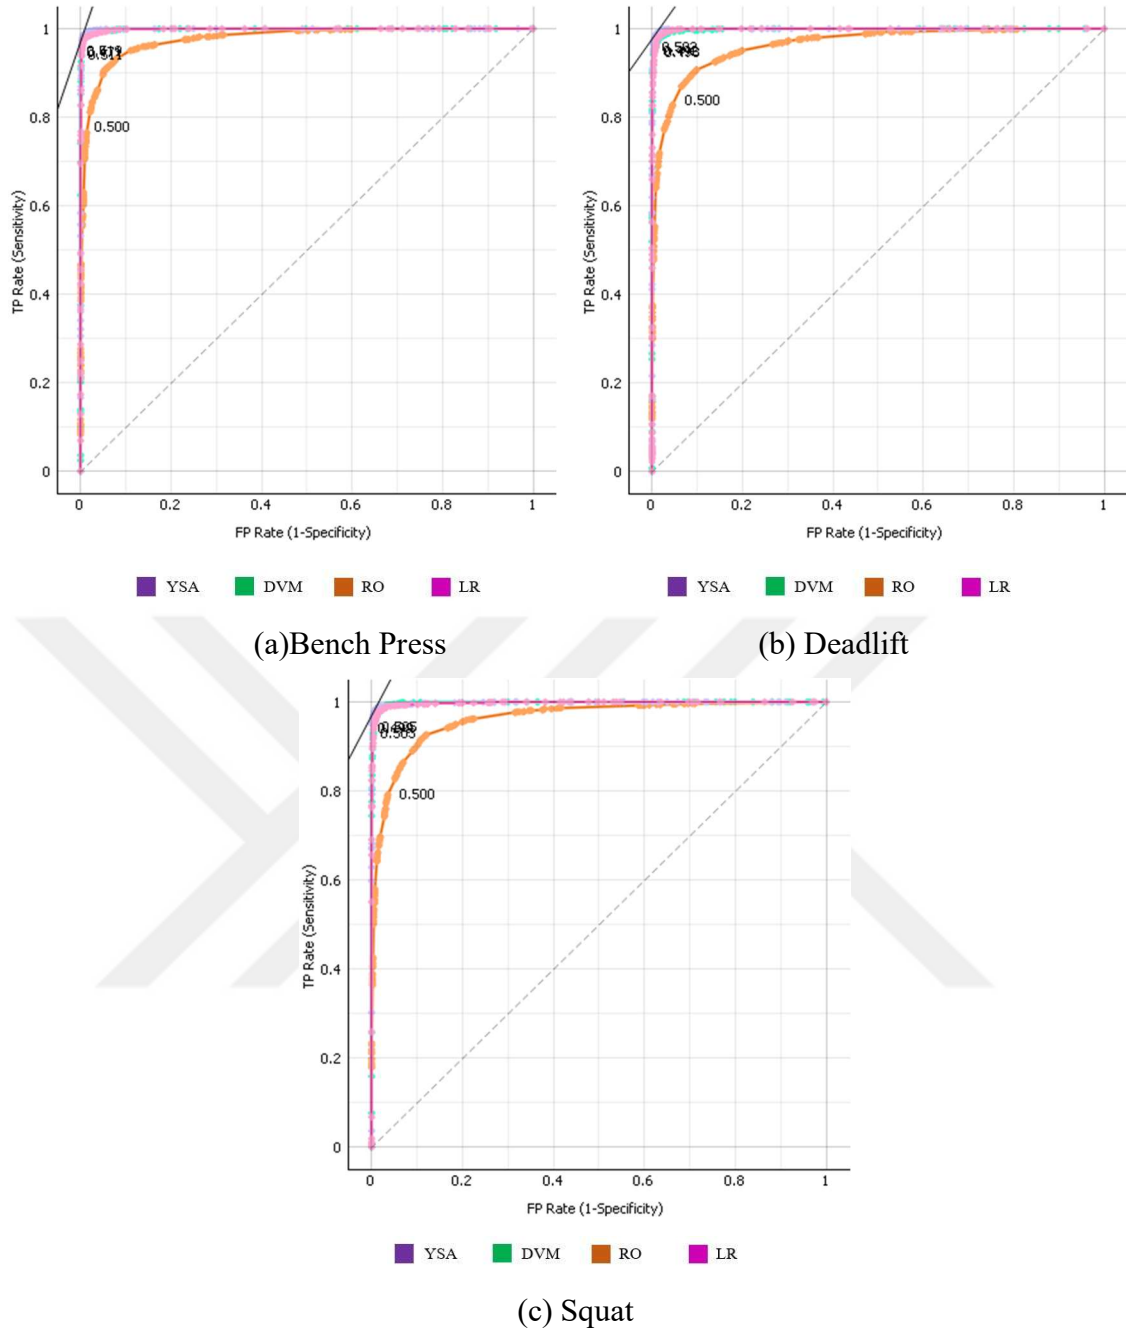 1
0.8
0.6
0.4
0.2
0
0.511
0.500
TP Rate (Sensitivity)
0 0.2 0.4 0.6 0.8 1
FP Rate (1-Specificity)
YSA DVM RO LR
(a)Bench Press
1
0.8
0.6
0.4
0.2
0
0.500
TP Rate (Sensitivity)
0 0.2 0.4 0.6 0.8 1
FP Rate (1-Specificity)
YSA DVM RO LR
(b) Deadlift
1
0.8
0.6
0.4
0.2
0
0.503
0.500
TP Rate (Sensitivity)
0 0.2 0.4 0.6 0.8 1
FP Rate (1-Specificity)
YSA DVM RO LR
(c) Squat